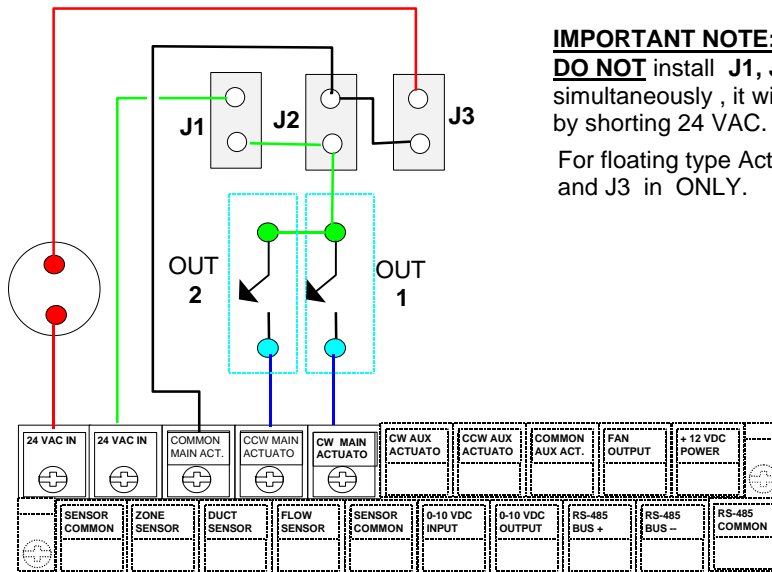 IMPORTANT NOTE:
DO NOT install J1, J
simultaneously , it wi
by shorting 24 VAC.
For floating type Act
and J3 in ONLY.
J1
J2
J3
OUT
2
OUT
1
24 VAC IN
24 VAC IN
COMMON
MAIN ACT.
CCW MAIN
ACTUATO
CW MAIN
ACTUATO
CW AUX
ACTUATO
CCW AUX
ACTUATO
COMMON
AUX ACT.
FAN
OUTPUT
+ 12 VDC
POWER
SENSOR
COMMON
ZONE
SENSOR
DUCT
SENSOR
FLOW
SENSOR
SENSOR
COMMON
0-10 VDC
INPUT
0-10 VDC
OUTPUT
RS-485
BUS +
RS-485
BUS –
RS-485
COMMON